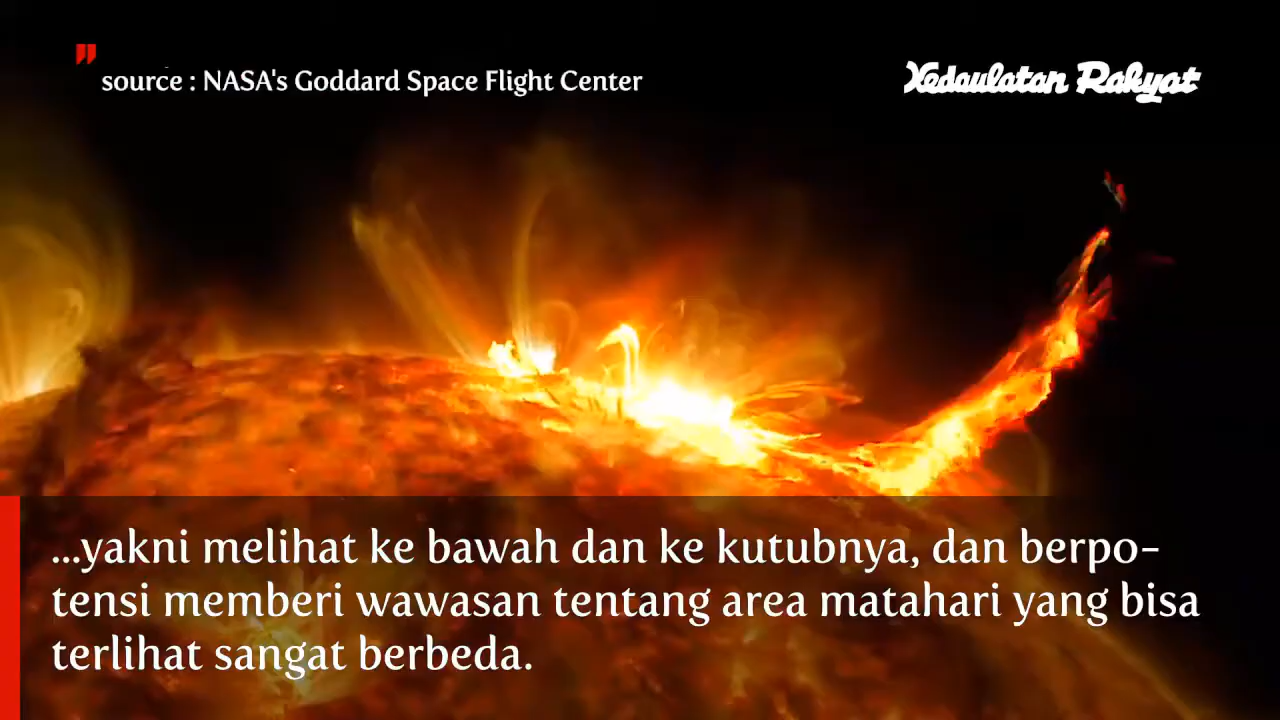 source : NASA's Goddard Space Flight Center
Kedaulatan Rakyat
...yakni melihat ke bawah dan ke kutubnya, dan berpo-
tensi memberi wawasan tentang area matahari yang bisa
terlihat sangat berbeda.